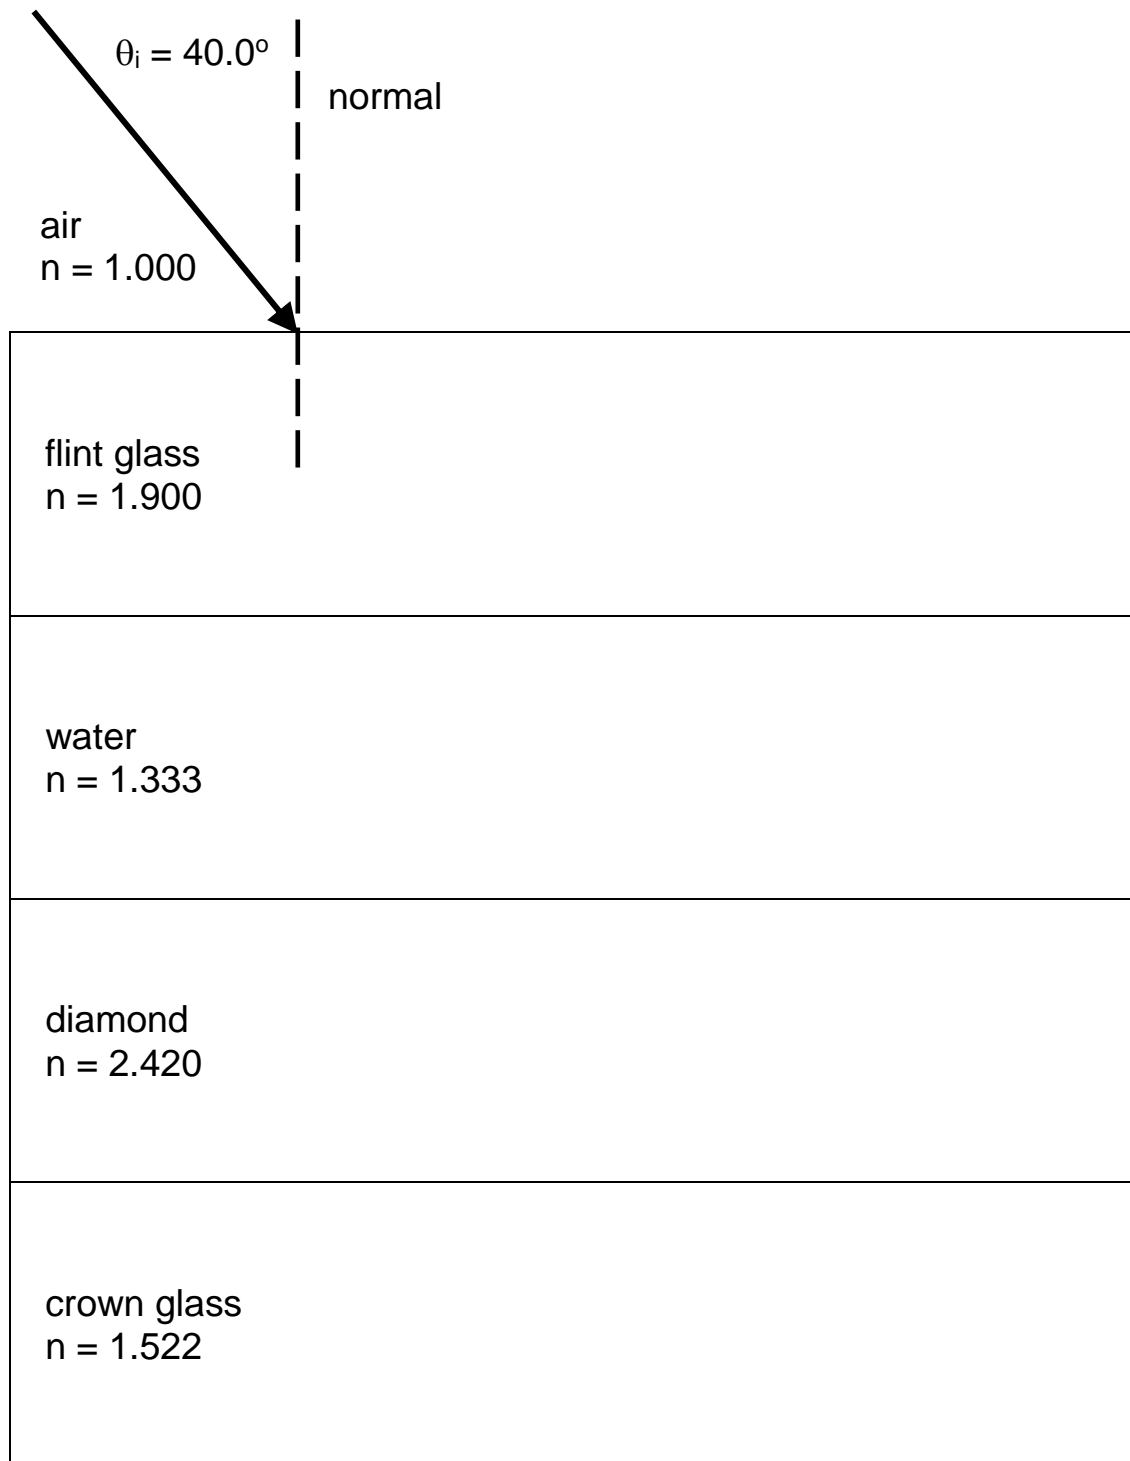 θi = 40.0º
normal
air
n = 1.000
flint glass
n = 1.900
water
n = 1.333
diamond
n = 2.420
crown glass
n = 1.522